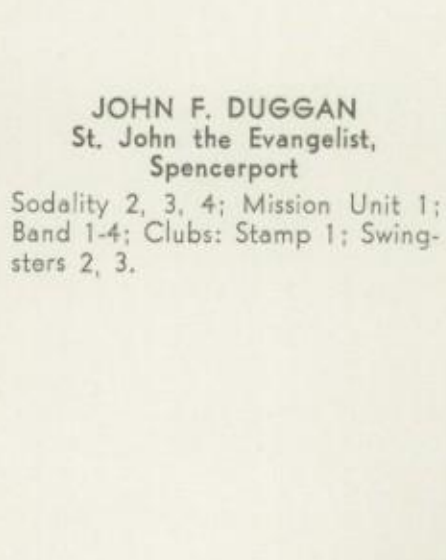 JOHN F. DUGGAN
St. John the Evangelist,
Spencerport
Sodality 2, 3, 4; Mission Unit 1;
Band 1-4; Clubs: Stamp 1; Swing-
sters 2, 3.